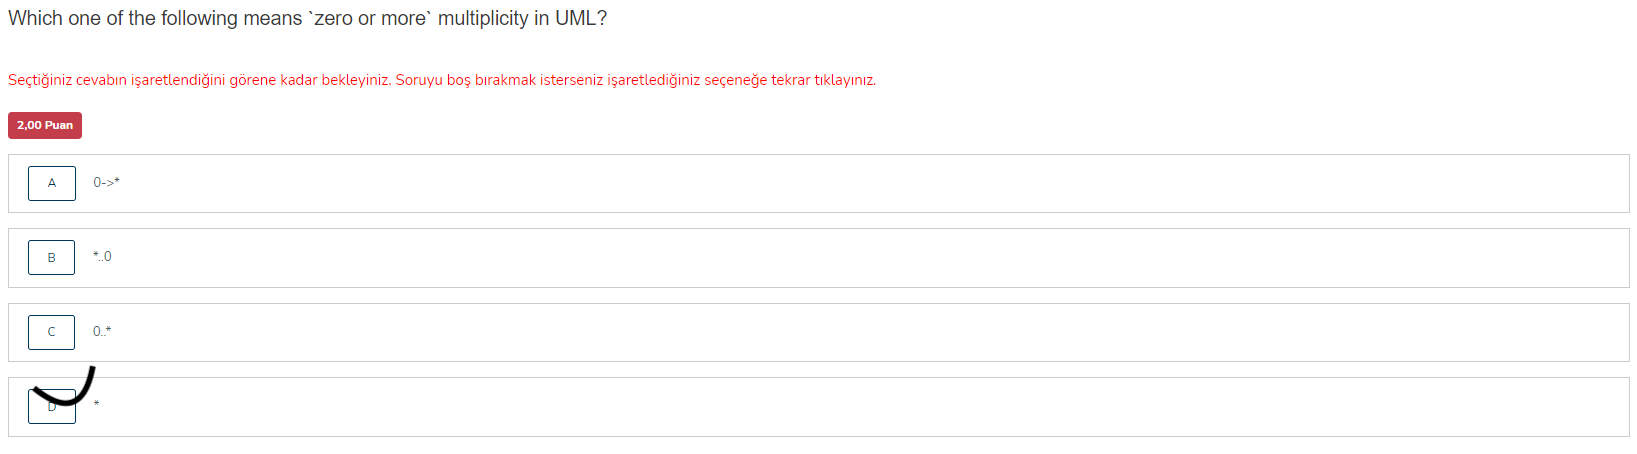 Which one of the following means `zero or more` multiplicity in UML?
Seçtiğiniz cevabın işaretlendiğini görene kadar bekleyiniz. Soruyu boş bırakmak isterseniz işaretlediğiniz seçeneğe tekrar tıklayınız.
2,00 Puan
A 0->*
B *..0
C 0..*
D *